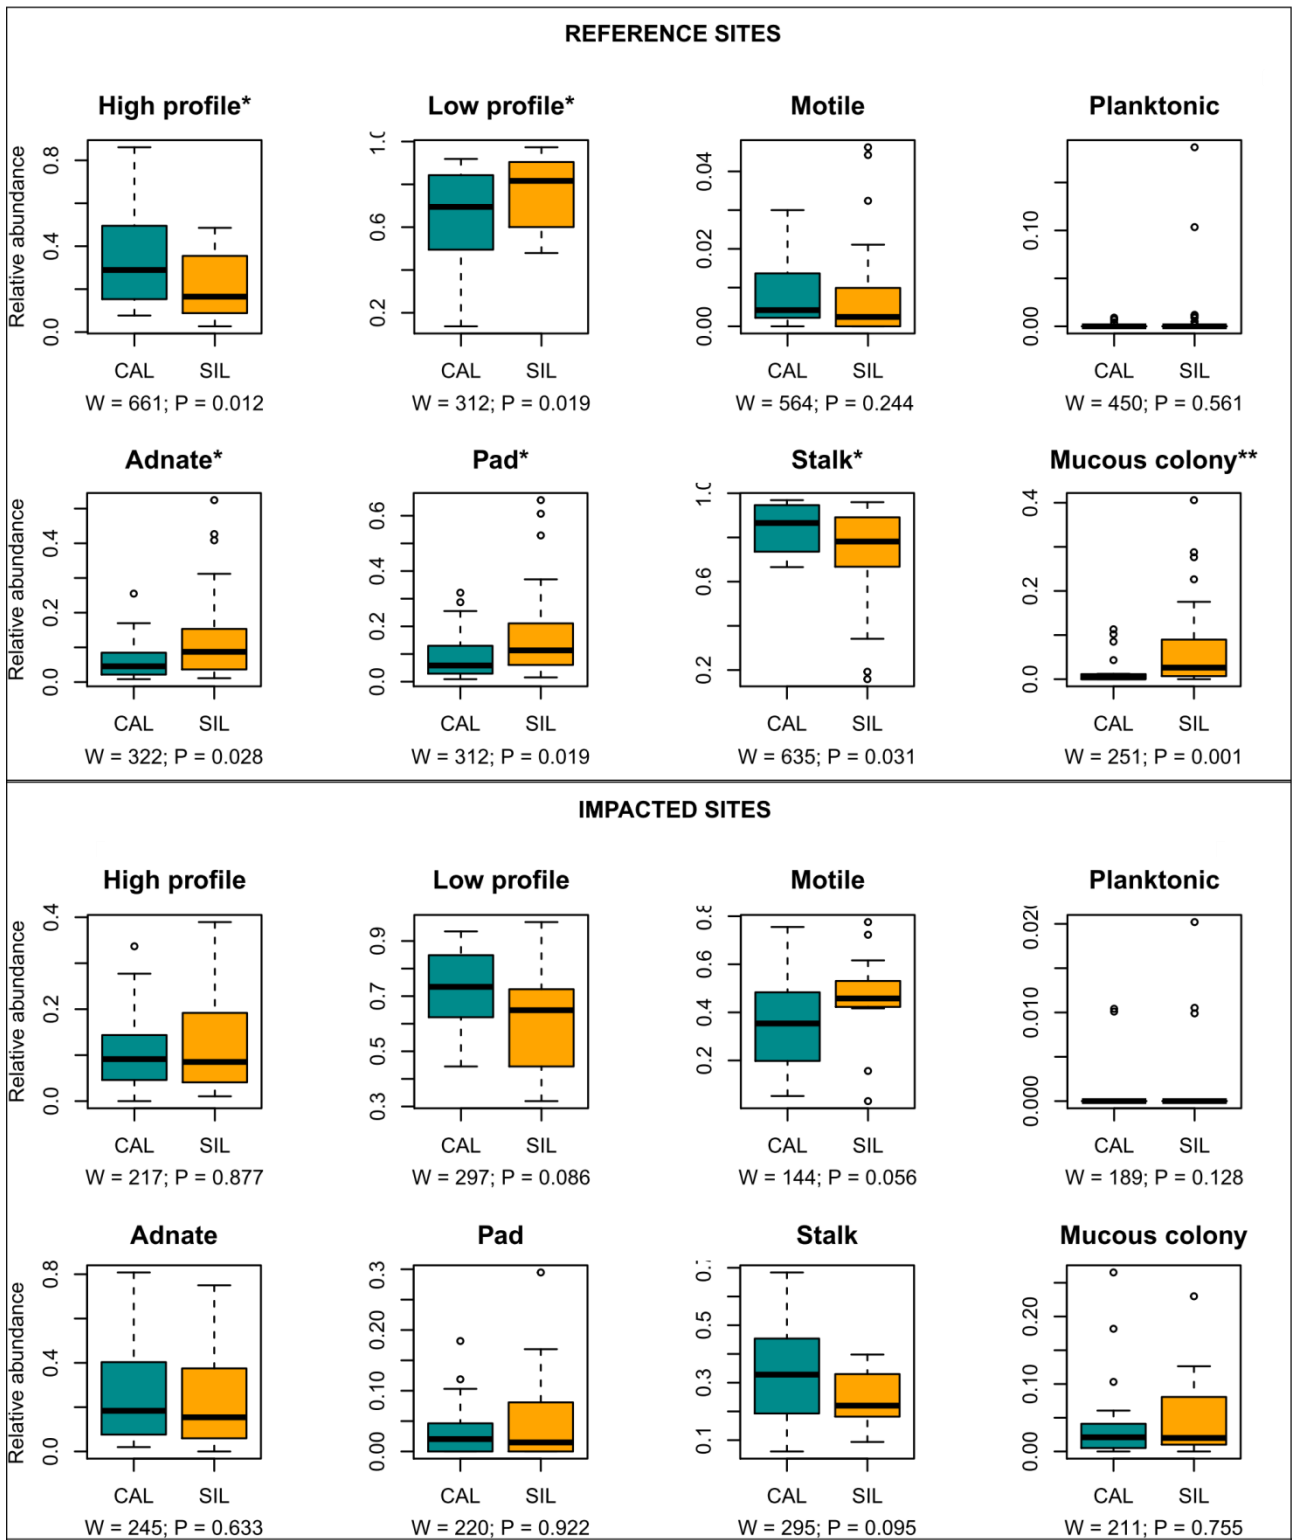 REFERENCE SITES
High profile* Low profile* Motile Planktonic
Relative abundance
0.0 0.4 0.8
0.2 0.6
0.00 0.02 0.04
0.00 0.10
CAL SIL CAL SIL CAL SIL CAL SIL
W = 661; P = 0.012 W = 312; P = 0.019 W = 564; P = 0.244 W = 450; P = 0.561
Adnate* Pad* Stalk* Mucous colony**
Relative abundance
0.0 0.2 0.4
0.0 0.2 0.4 0.6
0.2 0.6
0.0 0.2 0.4
CAL SIL CAL SIL CAL SIL CAL SIL
W = 322; P = 0.028 W = 312; P = 0.019 W = 635; P = 0.031 W = 251; P = 0.001
IMPACTED SITES
High profile Low profile Motile Planktonic
Relative abundance
0.0 0.2 0.4
0.3 0.5 0.7 0.9
0.2 0.4 0.6
0.000 0.010
CAL SIL CAL SIL CAL SIL CAL SIL
W = 217; P = 0.877 W = 297; P = 0.086 W = 144; P = 0.056 W = 189; P = 0.128
Adnate Pad Stalk Mucous colony
Relative abundance
0.0 0.4 0.8
0.00 0.10 0.20
0.1 0.3 0.5
0.00 0.10 0.20
CAL SIL CAL SIL CAL SIL CAL SIL
W = 245; P = 0.633 W = 220; P = 0.922 W = 295; P = 0.095 W = 211; P = 0.755